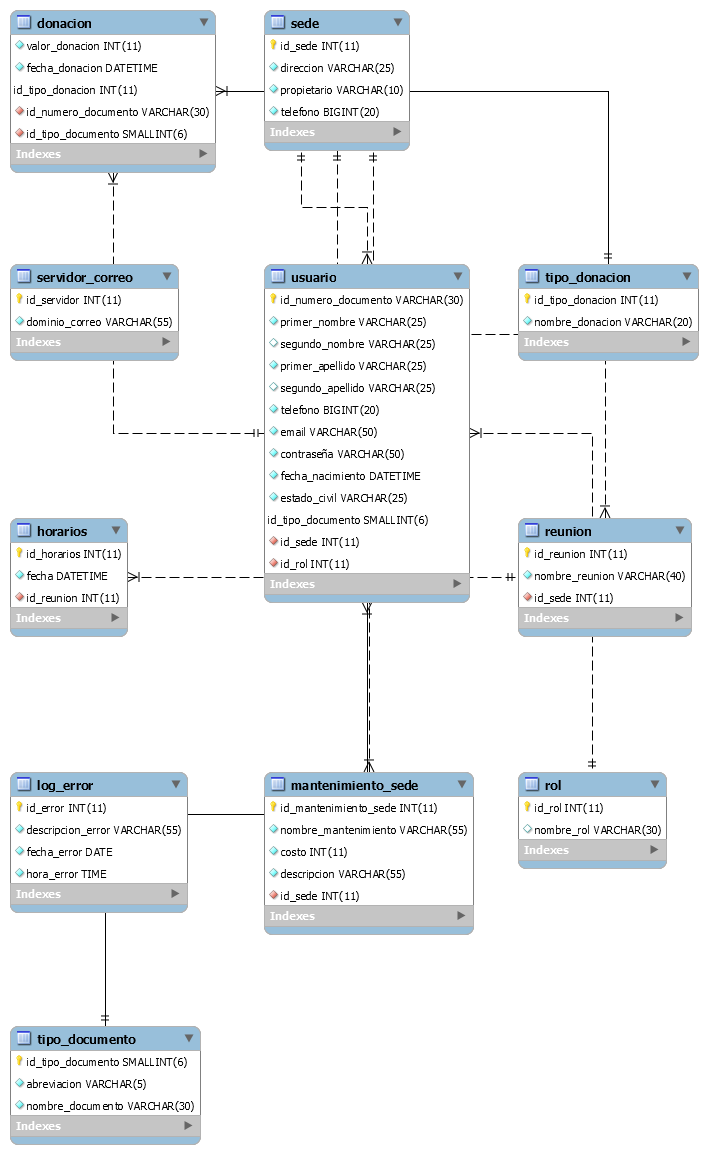 donacion
valor_donacion INT(11)
fecha_donacion DATETIME
id_tipo_donacion INT(11)
id_numero_documento VARCHAR(30)
id_tipo_documento SMALLINT(6)
Indexes
sede
id_sede INT(11)
direccion VARCHAR(25)
propietario VARCHAR(10)
telefono BIGINT(20)
Indexes
servidor_correo
id_servidor INT(11)
dominio_correo VARCHAR(55)
Indexes
usuario
id_numero_documento VARCHAR(30)
primer_nombre VARCHAR(25)
segundo_nombre VARCHAR(25)
primer_apellido VARCHAR(25)
segundo_apellido VARCHAR(25)
telefono BIGINT(20)
email VARCHAR(50)
contraseña VARCHAR(50)
fecha_nacimiento DATETIME
estado_civil VARCHAR(25)
id_tipo_documento SMALLINT(6)
id_sede INT(11)
id_rol INT(11)
Indexes
tipo_donacion
id_tipo_donacion INT(11)
nombre_donacion VARCHAR(20)
Indexes
horarios
id_horarios INT(11)
fecha DATETIME
id_reunion INT(11)
Indexes
reunion
id_reunion INT(11)
nombre_reunion VARCHAR(40)
id_sede INT(11)
Indexes
log_error
id_error INT(11)
descripcion_error VARCHAR(55)
fecha_error DATE
hora_error TIME
Indexes
mantenimiento_sede
id_mantenimiento_sede INT(11)
nombre_mantenimiento VARCHAR(55)
costo INT(11)
descripcion VARCHAR(55)
id_sede INT(11)
Indexes
rol
id_rol INT(11)
nombre_rol VARCHAR(30)
Indexes
tipo_documento
id_tipo_documento SMALLINT(6)
abreviacion VARCHAR(5)
nombre_documento VARCHAR(30)
Indexes